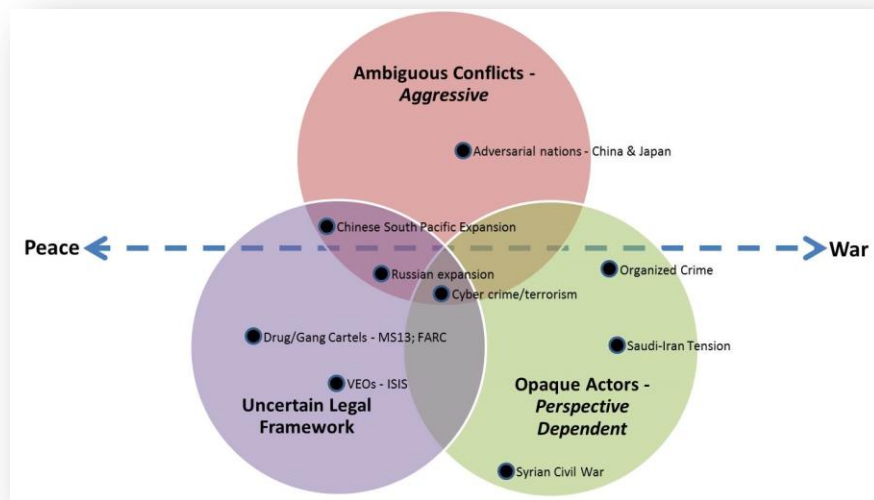 Ambiguous Conflicts -
Aggressive
Adversarial nations - China & Japan
Chinese South Pacific Expansion
Peace
War
Organized Crime
Russian expansion
Cyber crime/terrorism
Drug/Gang Cartels - MS13; FARC
Saudi-Iran Tension
VEOs - ISIS
Uncertain Legal
Framework
Opaque Actors -
Perspective
Dependent
Syrian Civil War